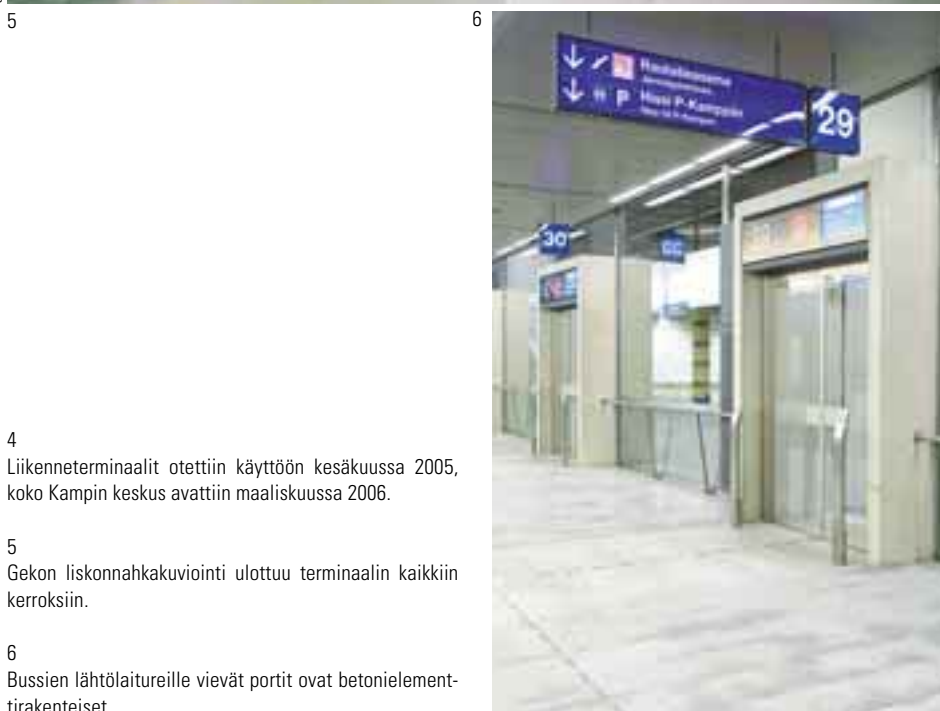 5
6
Rautatieasema
Hissi P-Kamppiin
P
29
30
4
Liikenneterminaalit otettiin käyttöön kesäkuussa 2005,
koko Kampin keskus avattiin maaliskuussa 2006.
5
Gekon liskonnahkakuviointi ulottuu terminaalin kaikkiin
kerroksiin.
6
Bussien lähtölaitureille vievät portit ovat betonielement-
tirakenteiset.